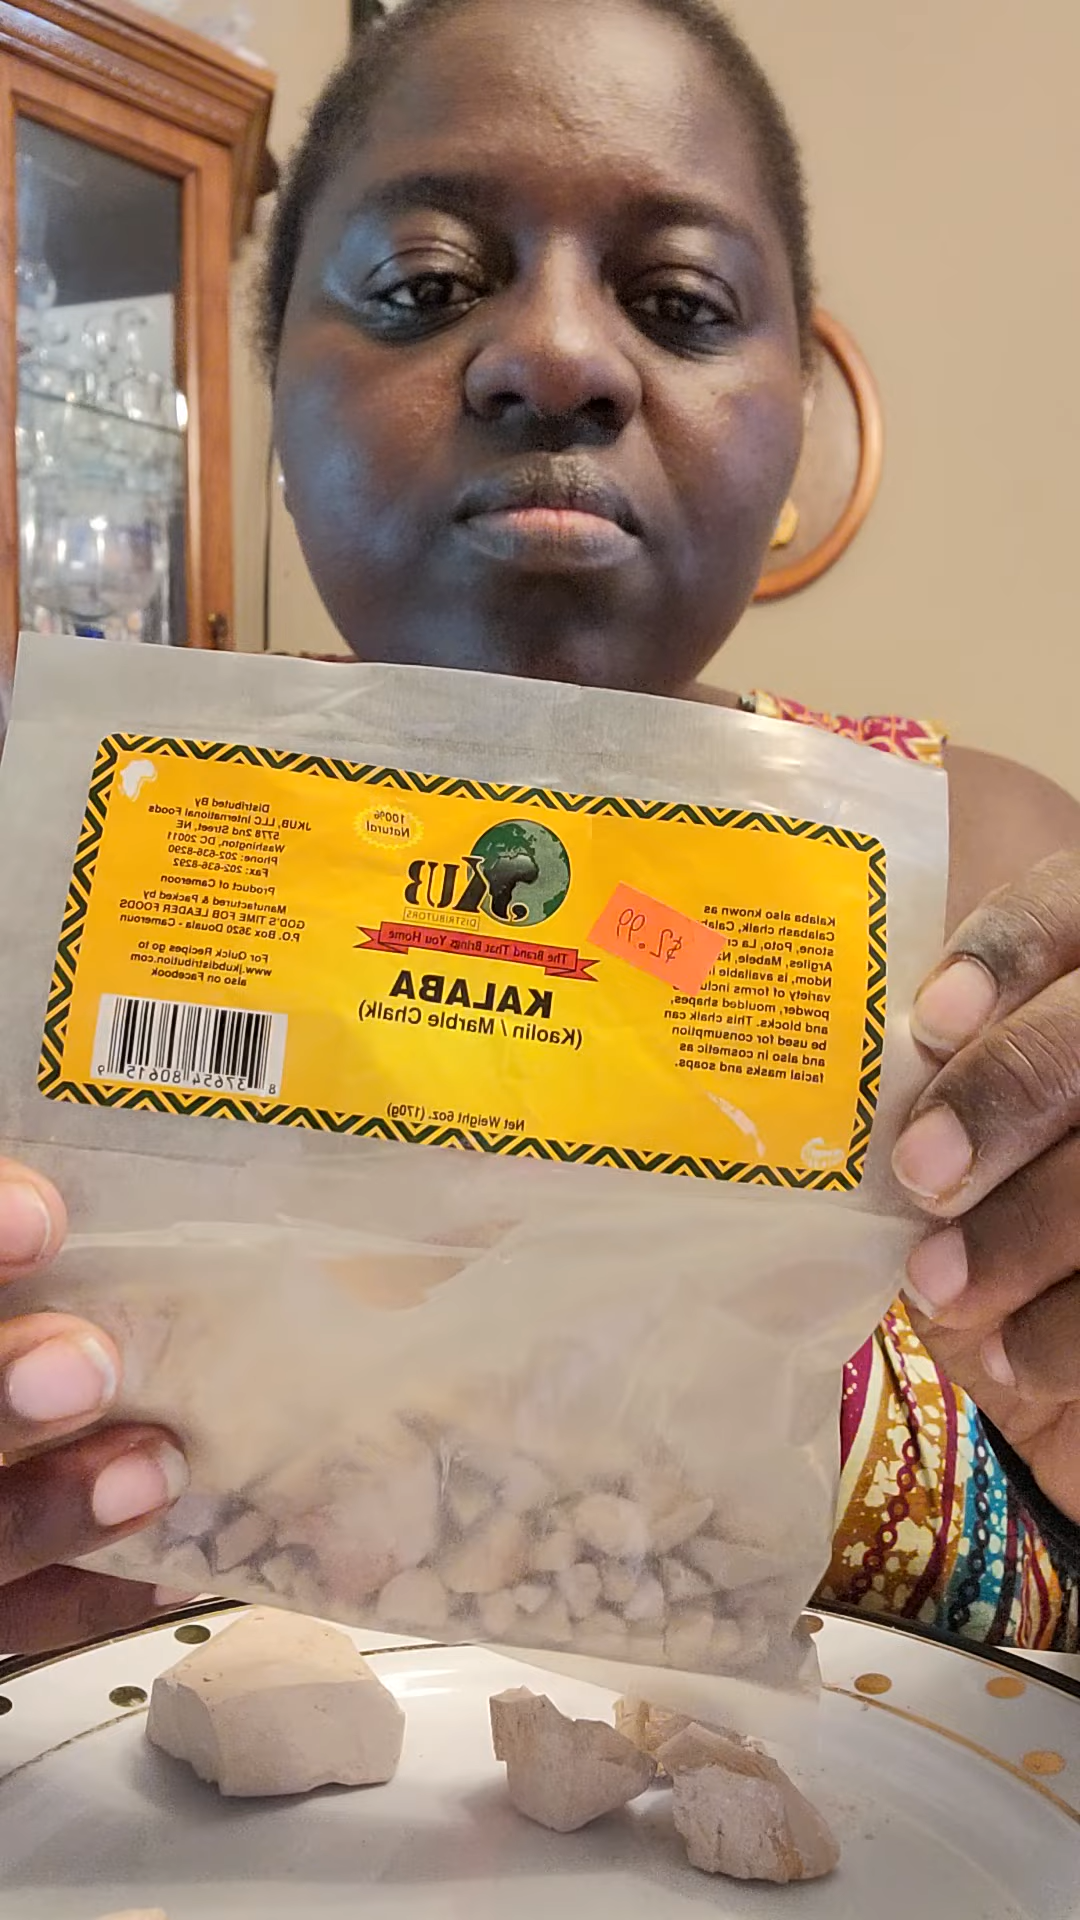 Kalaba also known as
Calabash chalk,
stone, Poto, La
Argiles, Mabele,
Ndom, is available
variety of forms
powder, moulded shapes,
and blocks. This chalk can
be used for consumption
and also in cosmetic as
facial masks and soaps.
$2.99
JKUB
DISTRIBUTORS
The Brand That Brings You Home
KALABA
(Kaolin / Marble Chalk)
Net Weight 6oz. (170g)
100%
Natural
Distributed By
JKUB, LLC International Foods
5778 2nd Street, NE,
Washington, DC 20011
Phone: 202-636-8290
Fax: 202-636-8292
Product of Cameroon
Manufactured & Packed by
GOD'S TIME FOB LEADER FOODS
P.O. Box 3620 Douala - Cameroun
For Quick Recipes go to
www.jkubdistribution.com
also on Facebook
8 37654 80615 9